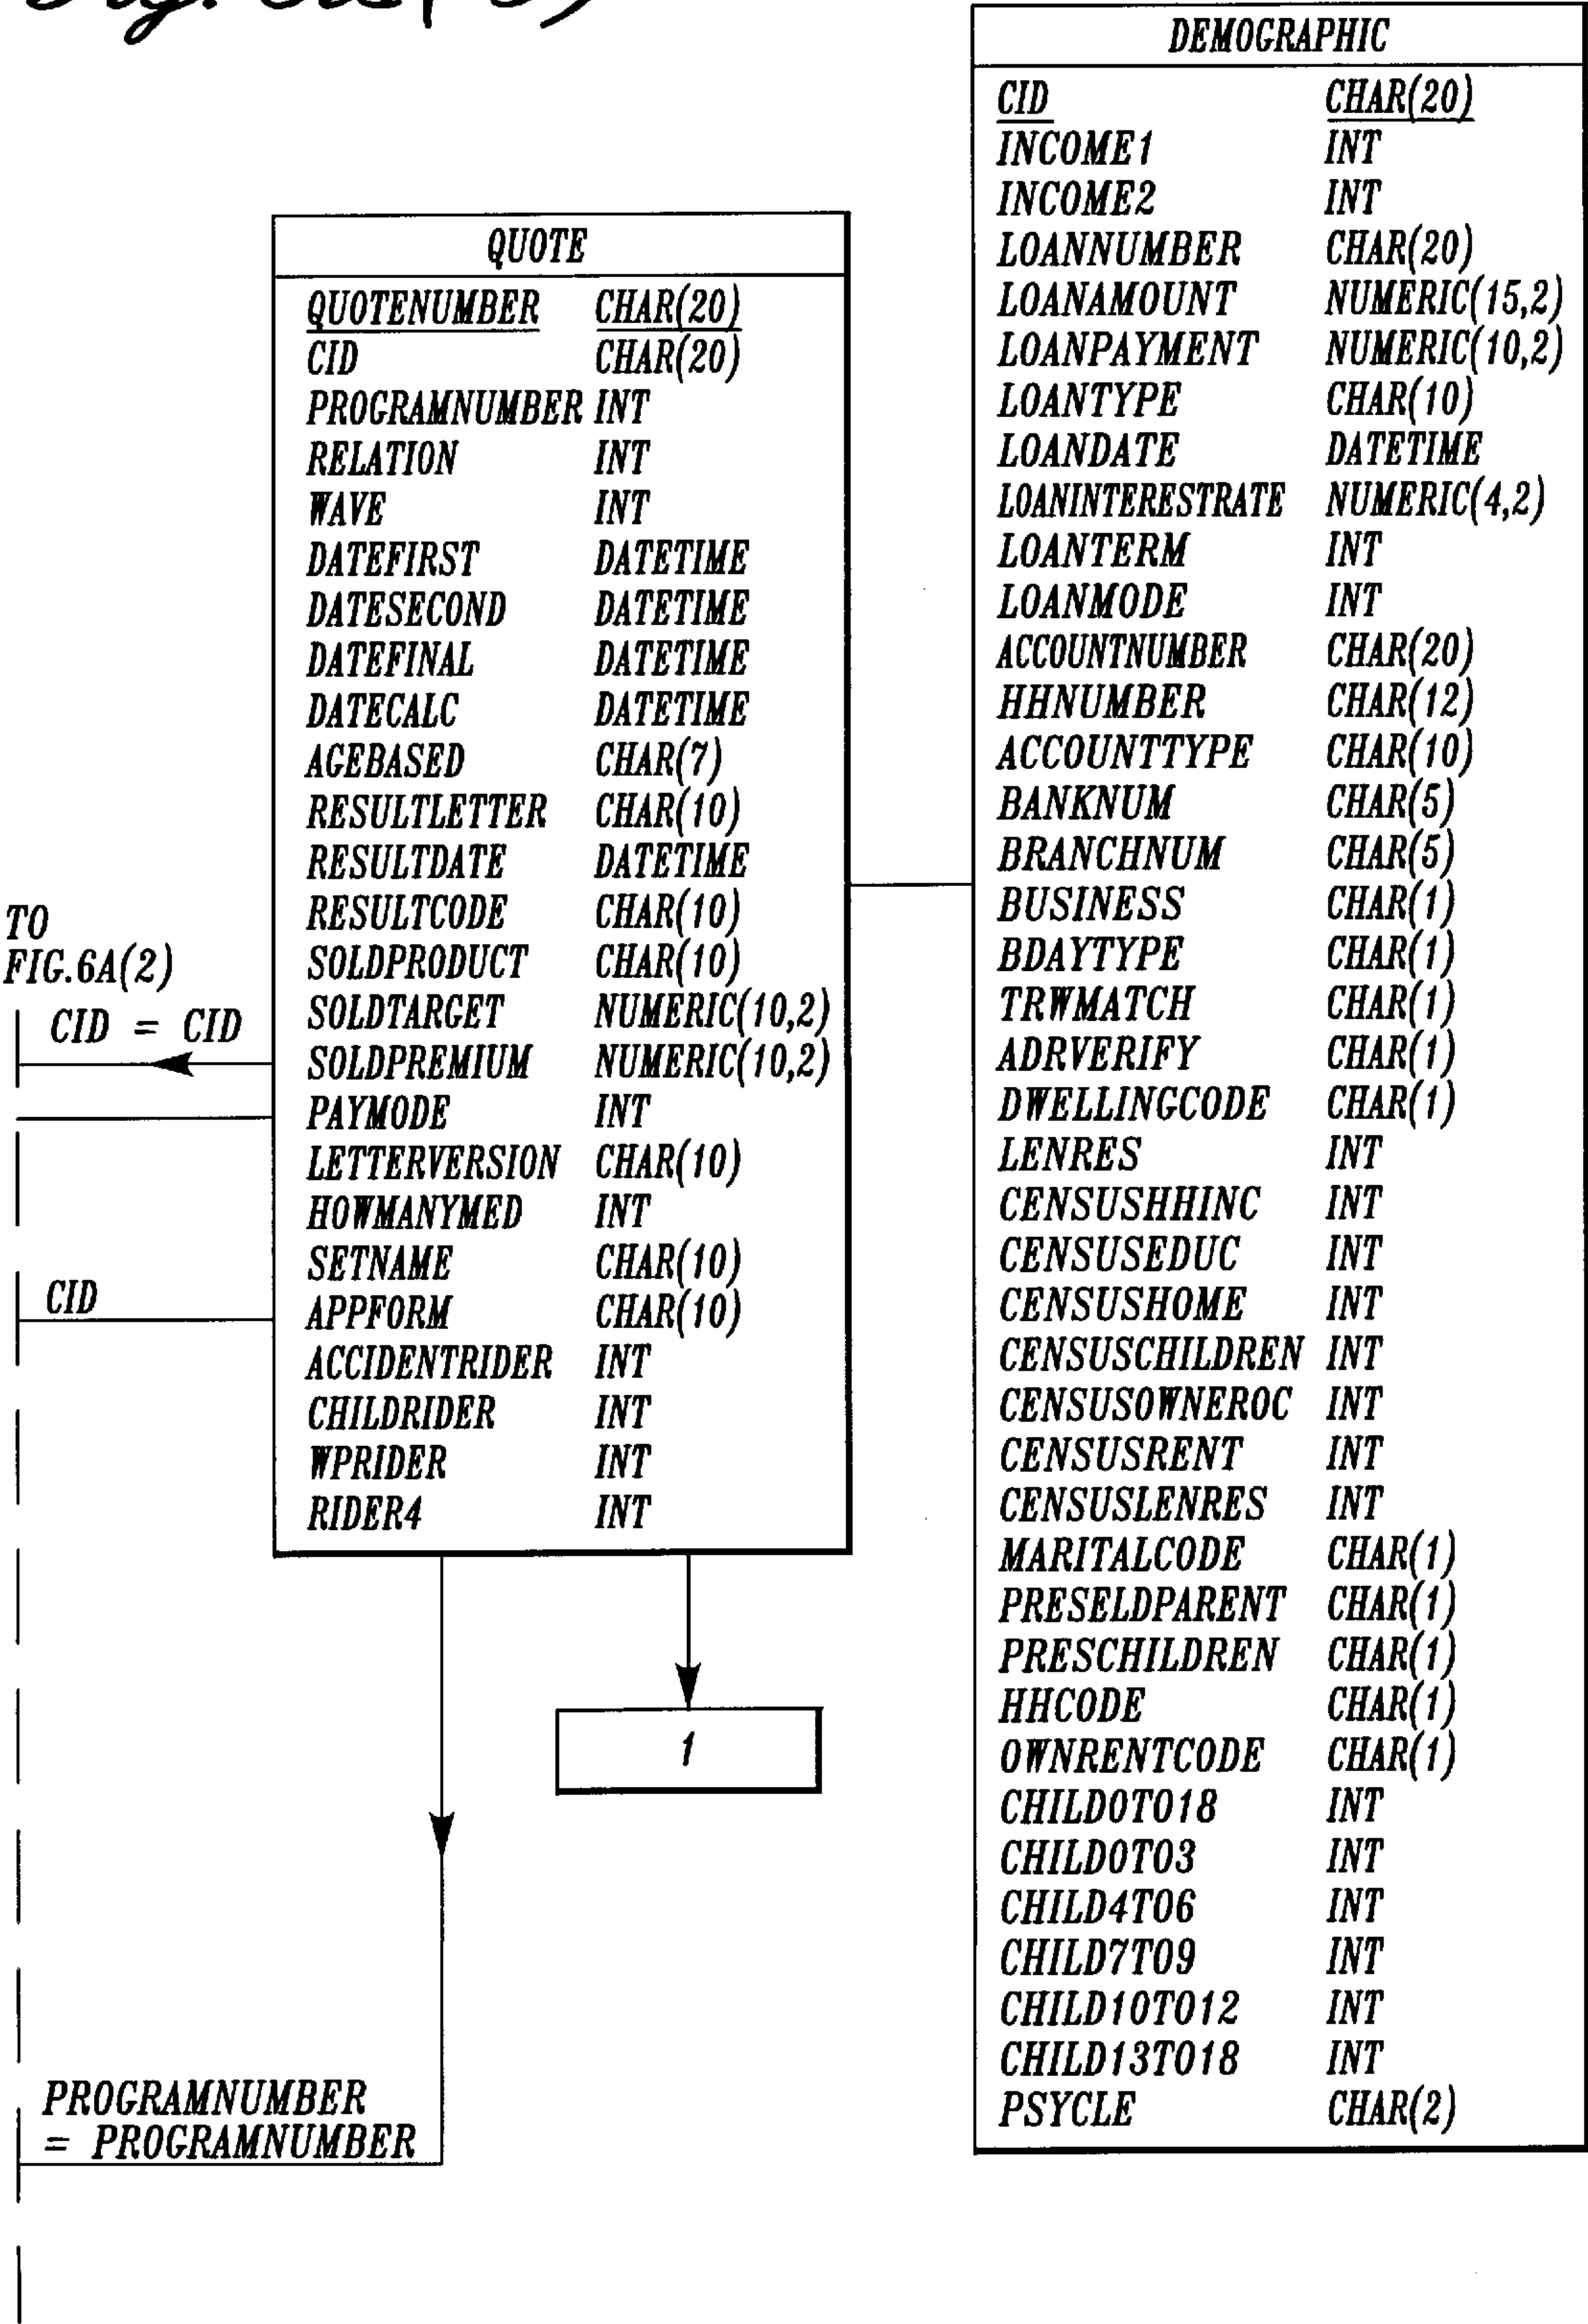 DEMOGRAPHIC
CID CHAR(20)
INCOME1 INT
INCOME2 INT
LOANNUMBER CHAR(20)
LOANAMOUNT NUMERIC(15,2)
LOANPAYMENT NUMERIC(10,2)
LOANTYPE CHAR(10)
LOANDATE DATETIME
LOANINTERESTRATE NUMERIC(4,2)
LOANTERM INT
LOANMODE INT
ACCOUNTNUMBER CHAR(20)
HHNUMBER CHAR(12)
ACCOUNTTYPE CHAR(10)
BANKNUM CHAR(5)
BRANCHNUM CHAR(5)
BUSINESS CHAR(1)
BDAYTYPE CHAR(1)
TRWMATCH CHAR(1)
ADRVERIFY CHAR(1)
DWELLINGCODE CHAR(1)
LENRES INT
CENSUSHHINC INT
CENSUSEDUC INT
CENSUSHOME INT
CENSUSCHILDREN INT
CENSUSOWNEROC INT
CENSUSRENT INT
CENSUSLENRES INT
MARITALCODE CHAR(1)
PRESELDPARENT CHAR(1)
PRESCHILDREN CHAR(1)
HHCODE CHAR(1)
OWNRENTCODE CHAR(1)
CHILD0TO18 INT
CHILD0TO3 INT
CHILD4TO6 INT
CHILD7TO9 INT
CHILD10TO12 INT
CHILD13TO18 INT
PSYCLE CHAR(2)
QUOTE
QUOTENUMBER CHAR(20)
CID CHAR(20)
PROGRAMNUMBER INT
RELATION INT
WAVE INT
DATEFIRST DATETIME
DATESECOND DATETIME
DATEFINAL DATETIME
DATECALC DATETIME
AGEBASED CHAR(7)
RESULTLETTER CHAR(10)
RESULTDATE DATETIME
RESULTCODE CHAR(10)
SOLDPRODUCT CHAR(10)
SOLDTARGET NUMERIC(10,2)
SOLDPREMIUM NUMERIC(10,2)
PAYMODE INT
LETTERVERSION CHAR(10)
HOWMANYMED INT
SETNAME CHAR(10)
APPFORM CHAR(10)
ACCIDENTRIDER INT
CHILDRIDER INT
WPRIDER INT
RIDER4 INT
TO
FIG.6A(2)
CID = CID
CID
1
PROGRAMNUMBER
= PROGRAMNUMBER